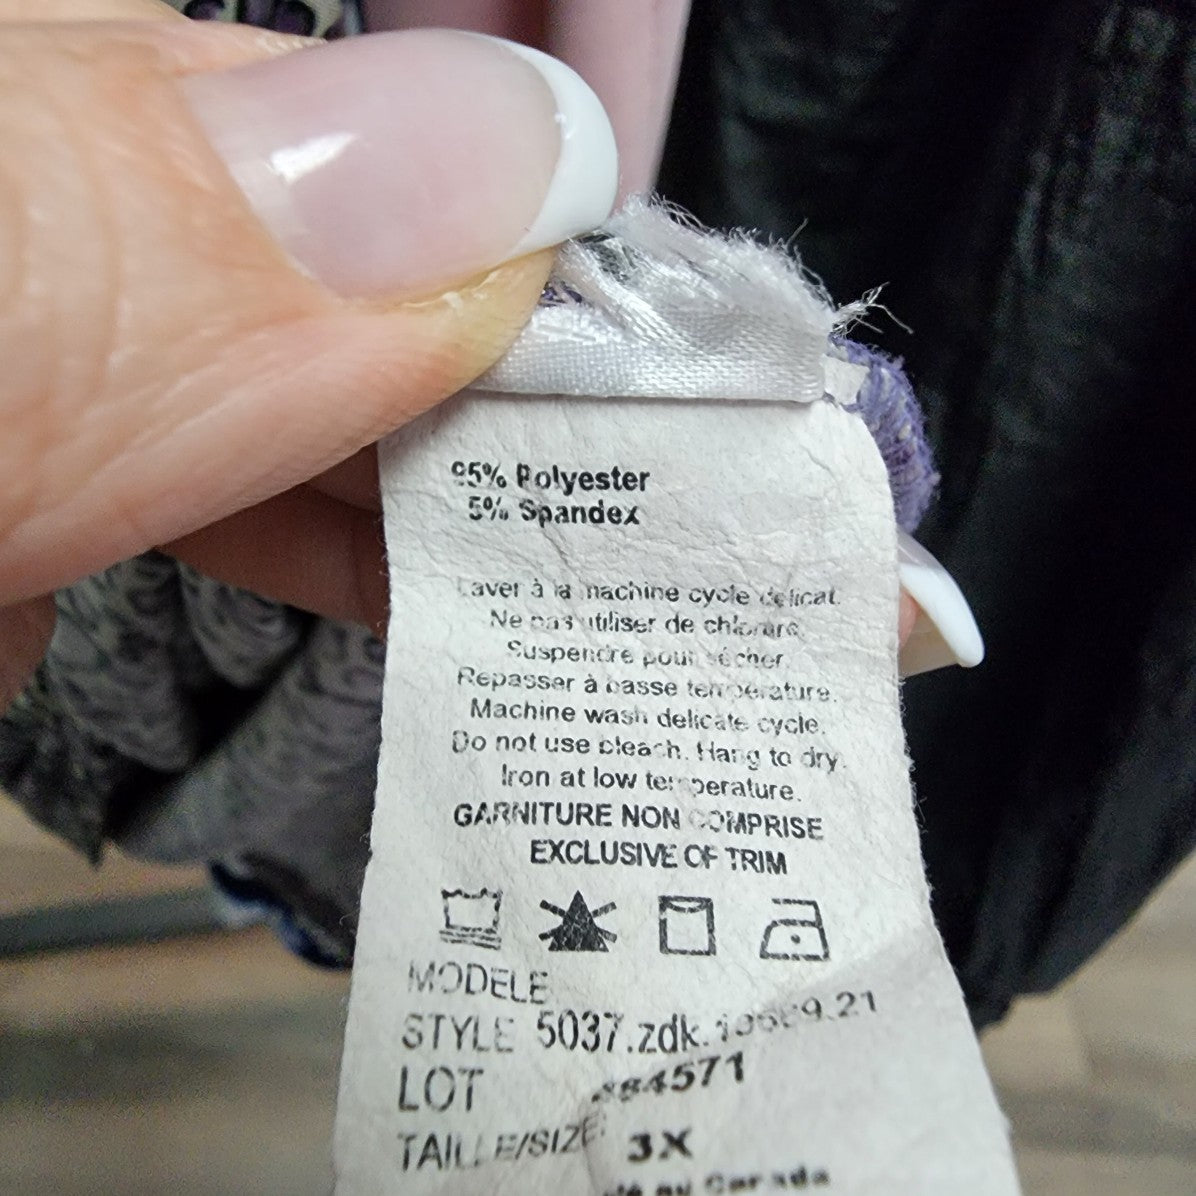 95% Polyester
5% Spandex
Laver à la machine cycle délicat.
Ne pas utiliser de chlorure.
Suspendre pour sécher.
Repasser à basse température.
Machine wash delicate cycle.
Do not use bleach. Hang to dry.
Iron at low temperature.
GARNITURE NON COMPRISE
EXCLUSIVE OF TRIM
MODELE
STYLE 5037.zdk.
LOT
TAILLE/SIZE: 3X
au Canada